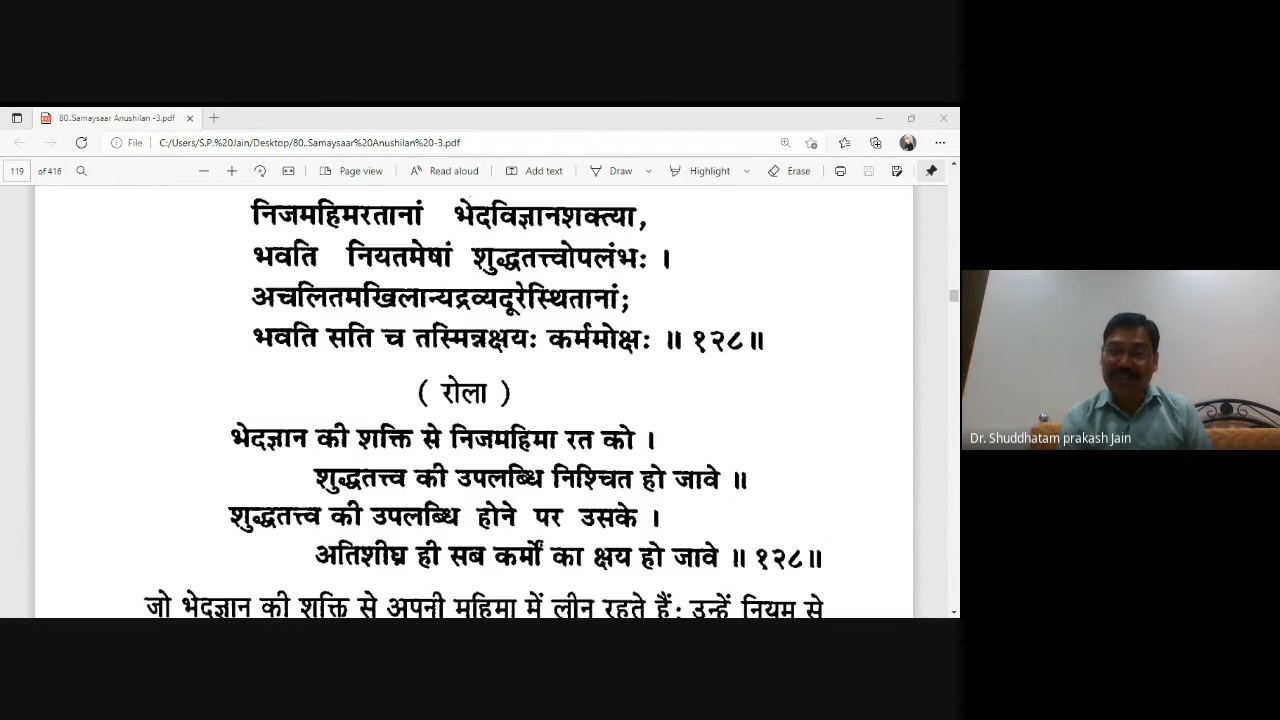 80..Samaysaar Anushilan -3.pdf
File C:/Users/S.P.%20Jain/Desktop/80..Samaysaar%20Anushilan%20-3.pdf
119 of 416 Page view Read aloud Add text Draw Highlight Erase
निजमहिमरतानां भेदविज्ञानशक्त्या,
भवति नियतमेषां शुद्धतत्त्वोपलंभः ।
अचलितमखिलान्यद्रव्यदूरेस्थितानां;
भवति सति च तस्मिन्नक्षयः कर्ममोक्षः ॥ १२८॥
( रोला )
भेदज्ञान की शक्ति से निजमहिमा रत को ।
शुद्धतत्त्व की उपलब्धि निश्चित हो जावे ॥
शुद्धतत्त्व की उपलब्धि होने पर उसके ।
अतिशीघ्र ही सब कर्मों का क्षय हो जावे ॥ १२८॥
जो भेदज्ञान की शक्ति से अपनी महिमा में लीन रहते हैं; उन्हें नियम से
Dr. Shuddhatam prakash Jain